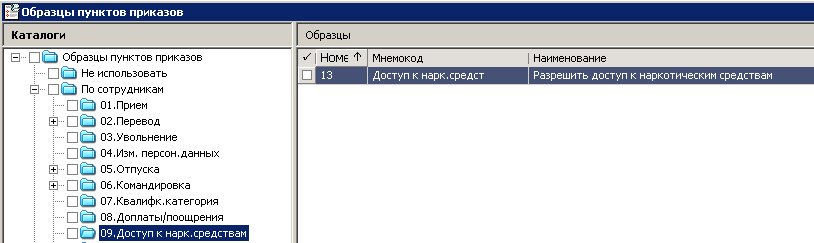 Образцы пунктов приказов
Каталоги
Образцы пунктов приказов
Не использовать
По сотрудникам
01.Прием
02.Перевод
03.Увольнение
04.Изм. персон.данных
05.Отпуска
06.Командировка
07.Квалифк.категория
08.Доплаты/поощрения
09.Доступ к нарк.средствам
Образцы
✓ Номе ↑ Мнемокод Наименование
13 Доступ к нарк.средст Разрешить доступ к наркотическим средствам